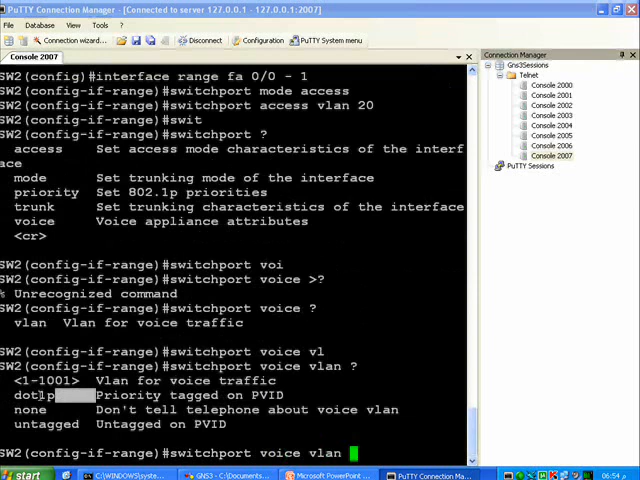 PuTTY Connection Manager - [Connected to server 127.0.0.1 - 127.0.0.1:2007]
File Database View Tools ?
Connection wizard... Disconnect Configuration PuTTY System menu
Console 2007
SW2(config)#interface range fa 0/0 - 1
SW2(config-if-range)#switchport mode access
SW2(config-if-range)#switchport access vlan 20
SW2(config-if-range)#swit
SW2(config-if-range)#switchport ?
access Set access mode characteristics of the interf
ace
mode Set trunking mode of the interface
priority Set 802.1p priorities
trunk Set trunking characteristics of the interface
voice Voice appliance attributes
<cr>
SW2(config-if-range)#switchport voi
SW2(config-if-range)#switchport voice >?
% Unrecognized command
SW2(config-if-range)#switchport voice ?
vlan Vlan for voice traffic
SW2(config-if-range)#switchport voice vl
SW2(config-if-range)#switchport voice vlan ?
<1-1001> Vlan for voice traffic
dot1p Priority tagged on PVID
none Don't tell telephone about voice vlan
untagged Untagged on PVID
SW2(config-if-range)#switchport voice vlan
Connection Manager
Gns3Sessions
Telnet
Console 2000
Console 2001
Console 2002
Console 2003
Console 2004
Console 2005
Console 2006
Console 2007
PuTTY Sessions
start
C:\WINDOWS\system...
GNS3 - C:\Documents...
Microsoft PowerPoint ...
PuTTY Connection Man...
06:54